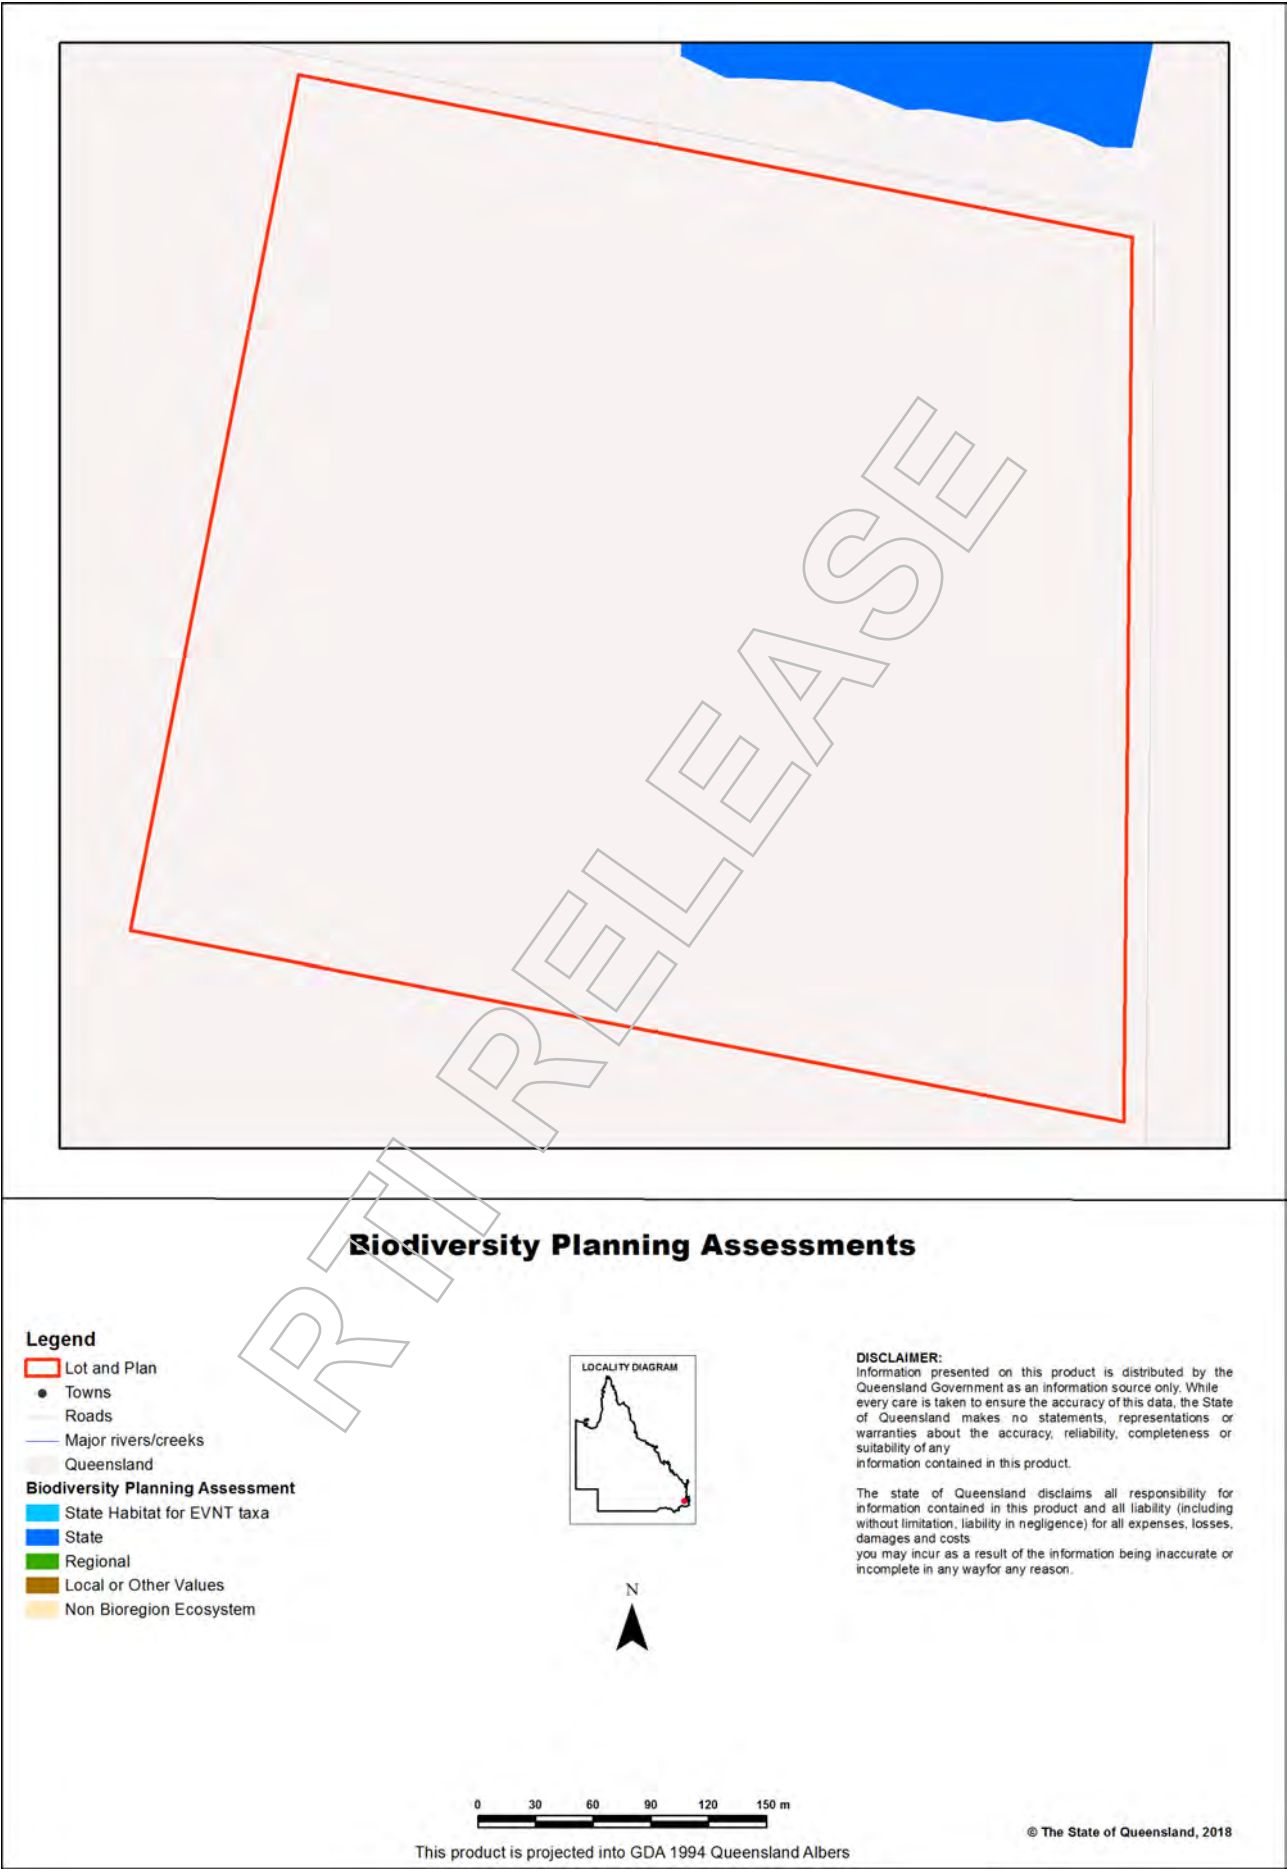 RTI RELEASE
Biodiversity Planning Assessments
Legend
Lot and Plan
Towns
Roads
Major rivers/creeks
Queensland
Biodiversity Planning Assessment
State Habitat for EVNT taxa
State
Regional
Local or Other Values
Non Bioregion Ecosystem
LOCALITY DIAGRAM
N
DISCLAIMER:
Information presented on this product is distributed by the
Queensland Government as an information source only. While
every care is taken to ensure the accuracy of this data, the State
of Queensland makes no statements, representations or
warranties about the accuracy, reliability, completeness or
suitability of any
information contained in this product.
The state of Queensland disclaims all responsibility for
information contained in this product and all liability (including
without limitation, liability in negligence) for all expenses, losses,
damages and costs
you may incur as a result of the information being inaccurate or
incomplete in any wayfor any reason.
0 30 60 90 120 150 m
This product is projected into GDA 1994 Queensland Albers
© The State of Queensland, 2018